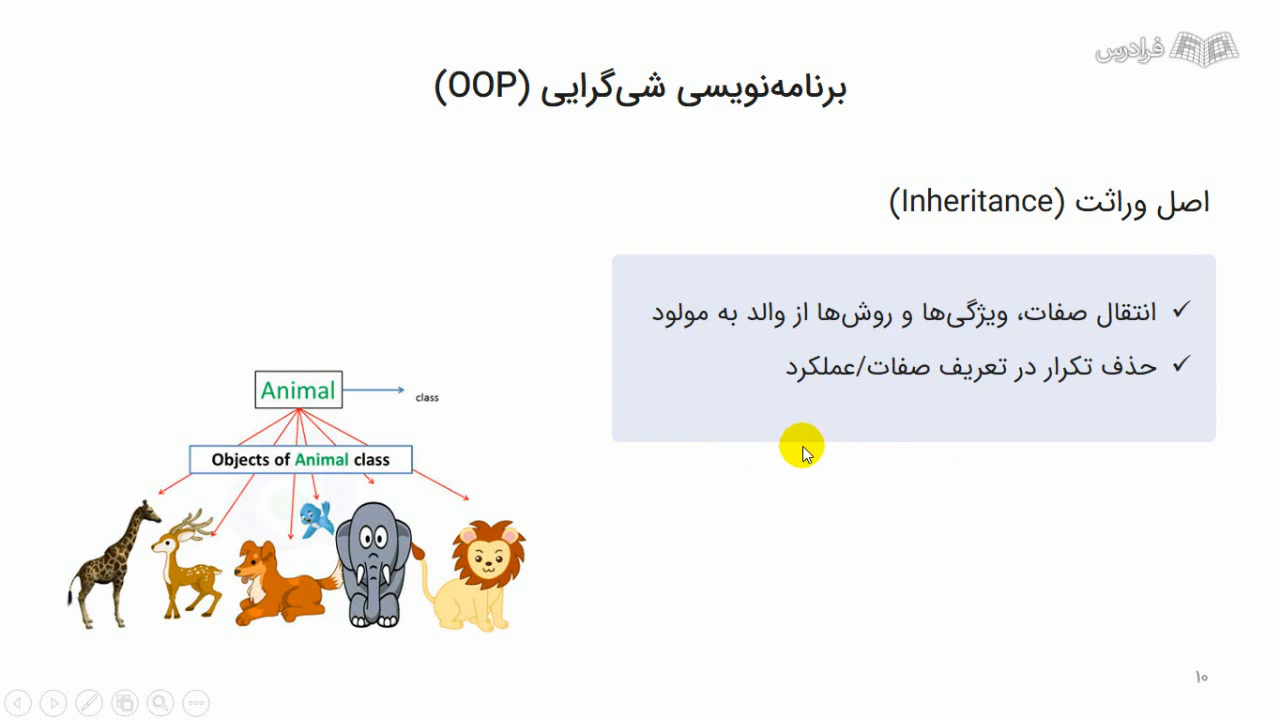 فرادرس
برنامه‌نویسی شی‌گرایی (OOP)
اصل وراثت (Inheritance)
✓ انتقال صفات، ویژگی‌ها و روش‌ها از والد به مولود
✓ حذف تکرار در تعریف صفات/عملکرد
Animal
class
Objects of Animal class
۱۰